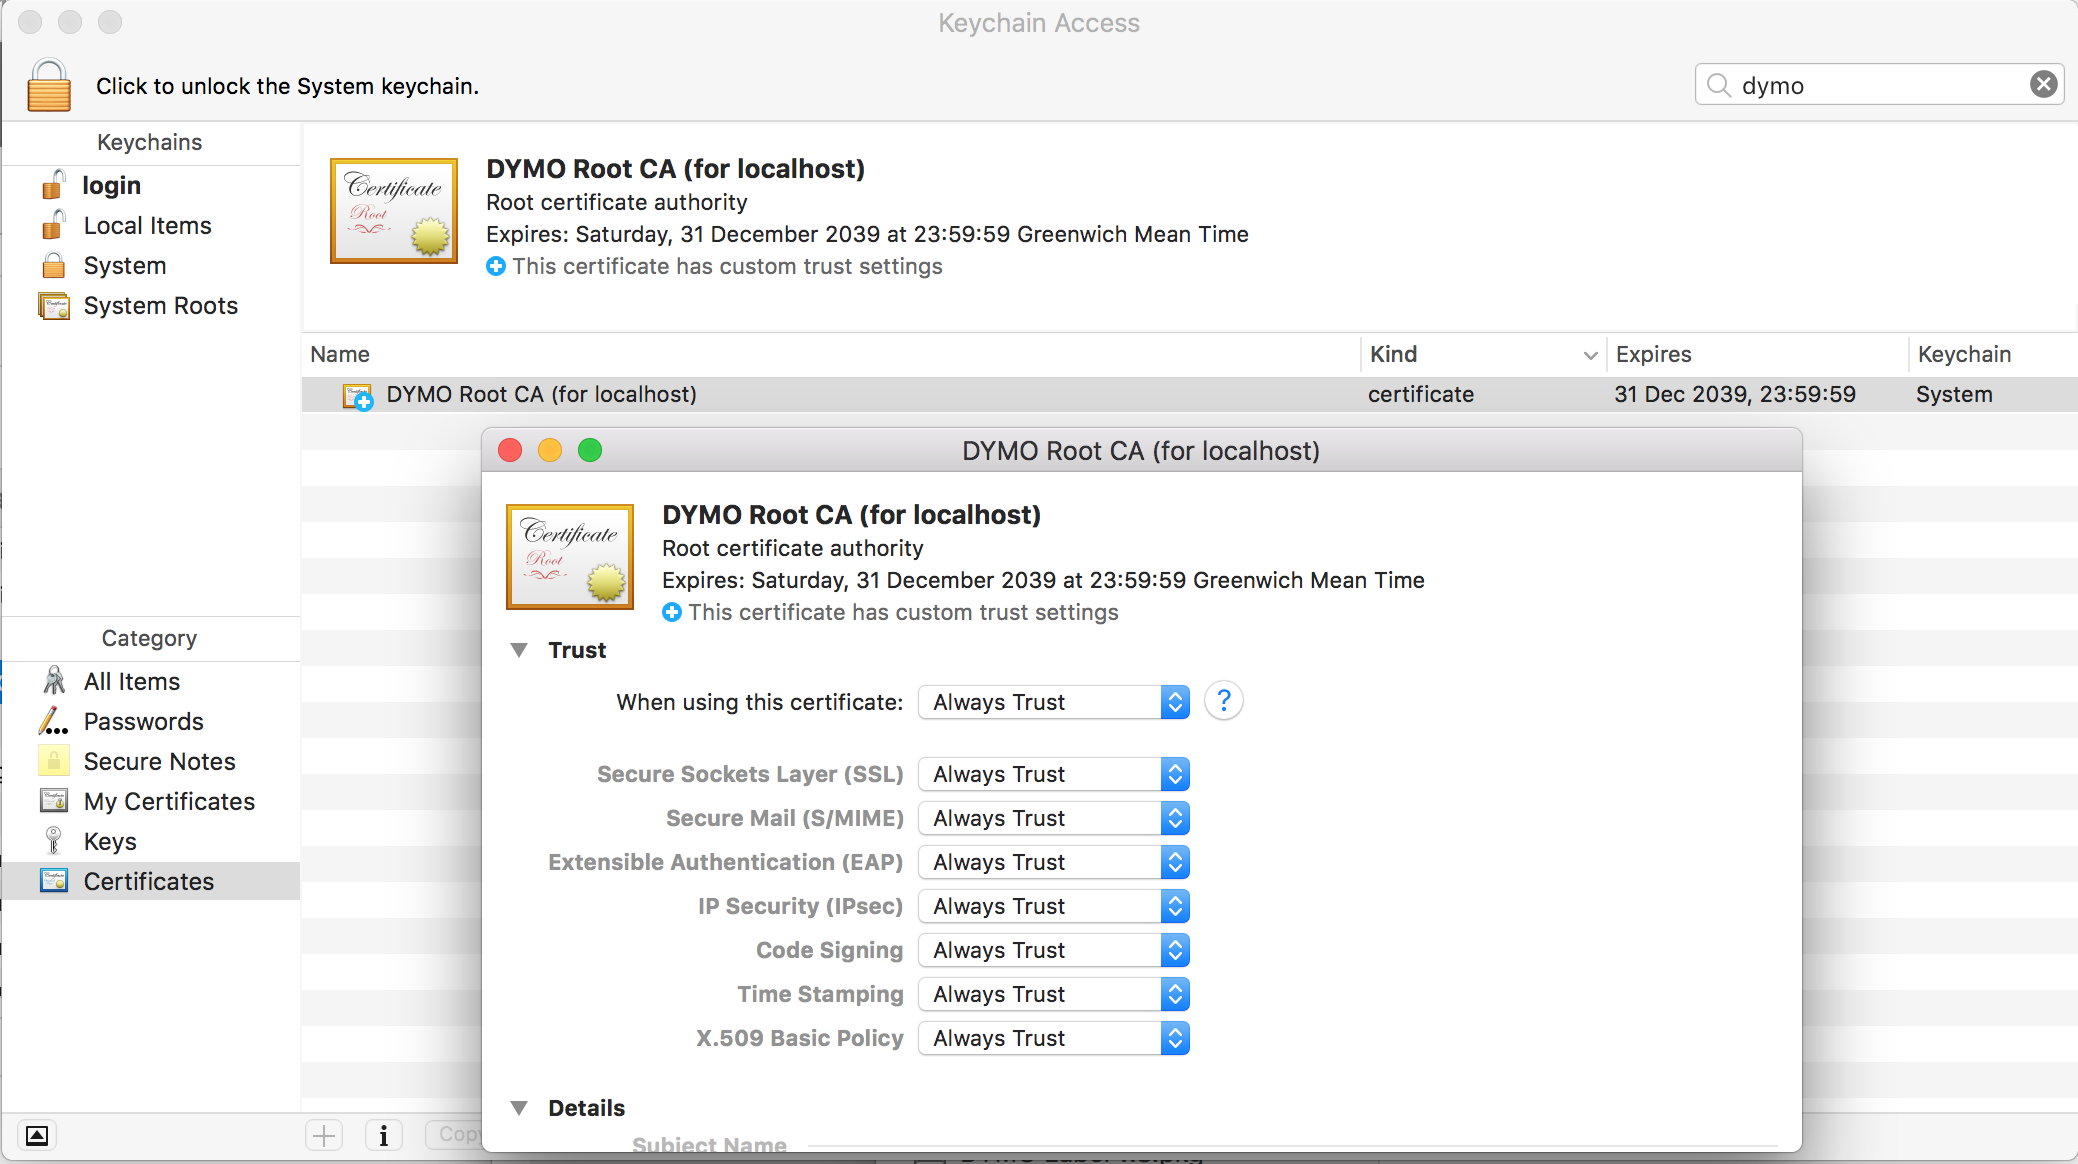 Keychain Access
Click to unlock the System keychain.
dymo
Keychains
login
Local Items
System
System Roots
Category
All Items
Passwords
Secure Notes
My Certificates
Keys
Certificates
Certificate
Root
DYMO Root CA (for localhost)
Root certificate authority
Expires: Saturday, 31 December 2039 at 23:59:59 Greenwich Mean Time
This certificate has custom trust settings
Name Kind Expires Keychain
DYMO Root CA (for localhost) certificate 31 Dec 2039, 23:59:59 System
DYMO Root CA (for localhost)
Certificate
Root
DYMO Root CA (for localhost)
Root certificate authority
Expires: Saturday, 31 December 2039 at 23:59:59 Greenwich Mean Time
This certificate has custom trust settings
Trust
When using this certificate: Always Trust ?
Secure Sockets Layer (SSL) Always Trust
Secure Mail (S/MIME) Always Trust
Extensible Authentication (EAP) Always Trust
IP Security (IPsec) Always Trust
Code Signing Always Trust
Time Stamping Always Trust
X.509 Basic Policy Always Trust
Details
Subject Name
Copy